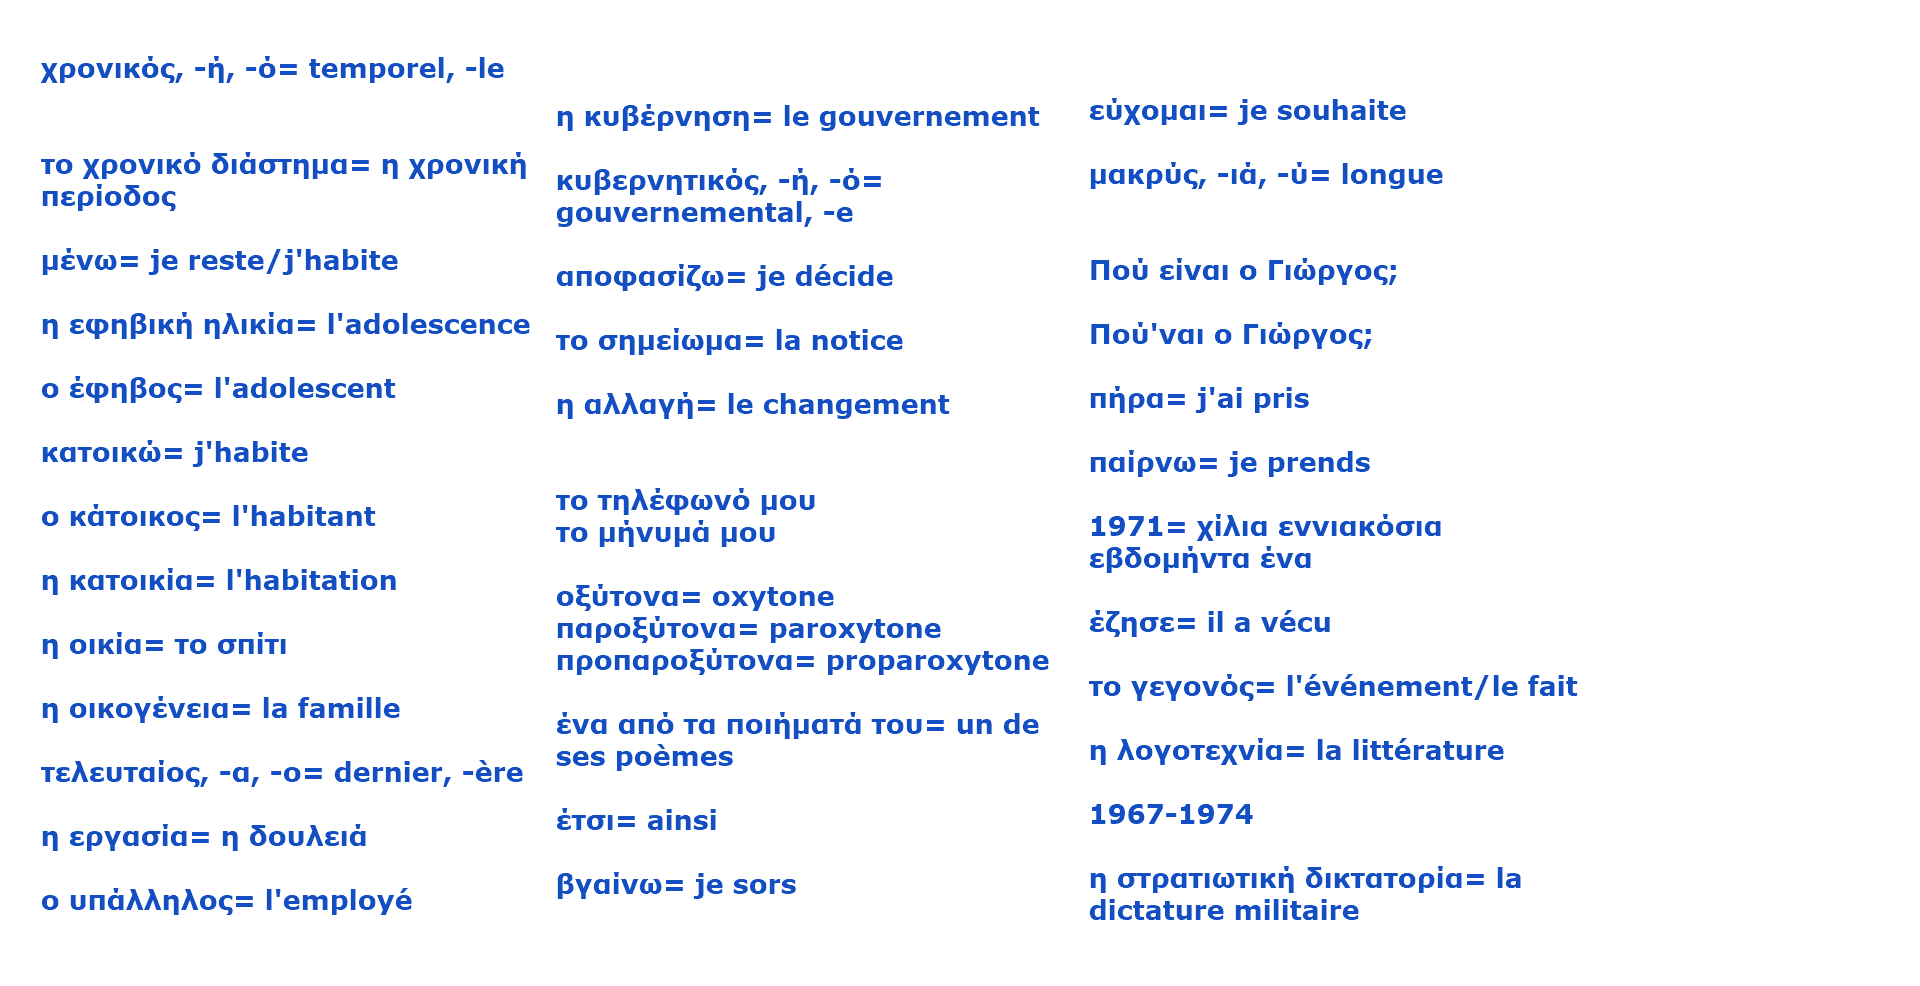 χρονικός, -ή, -ό= temporel, -le
το χρονικό διάστημα= η χρονική
περίοδος
μένω= je reste/j'habite
η εφηβική ηλικία= l'adolescence
ο έφηβος= l'adolescent
κατοικώ= j'habite
ο κάτοικος= l'habitant
η κατοικία= l'habitation
η οικία= το σπίτι
η οικογένεια= la famille
τελευταίος, -α, -ο= dernier, -ère
η εργασία= η δουλειά
ο υπάλληλος= l'employé
η κυβέρνηση= le gouvernement
κυβερνητικός, -ή, -ό=
gouvernemental, -e
αποφασίζω= je décide
το σημείωμα= la notice
η αλλαγή= le changement
το τηλέφωνό μου
το μήνυμά μου
οξύτονα= oxytone
παροξύτονα= paroxytone
προπαροξύτονα= proparoxytone
ένα από τα ποιήματά του= un de
ses poèmes
έτσι= ainsi
βγαίνω= je sors
εύχομαι= je souhaite
μακρύς, -ιά, -ύ= longue
Πού είναι ο Γιώργος;
Πού'ναι ο Γιώργος;
πήρα= j'ai pris
παίρνω= je prends
1971= χίλια εννιακόσια
εβδομήντα ένα
έζησε= il a vécu
το γεγονός= l'événement/le fait
η λογοτεχνία= la littérature
1967-1974
η στρατιωτική δικτατορία= la
dictature militaire